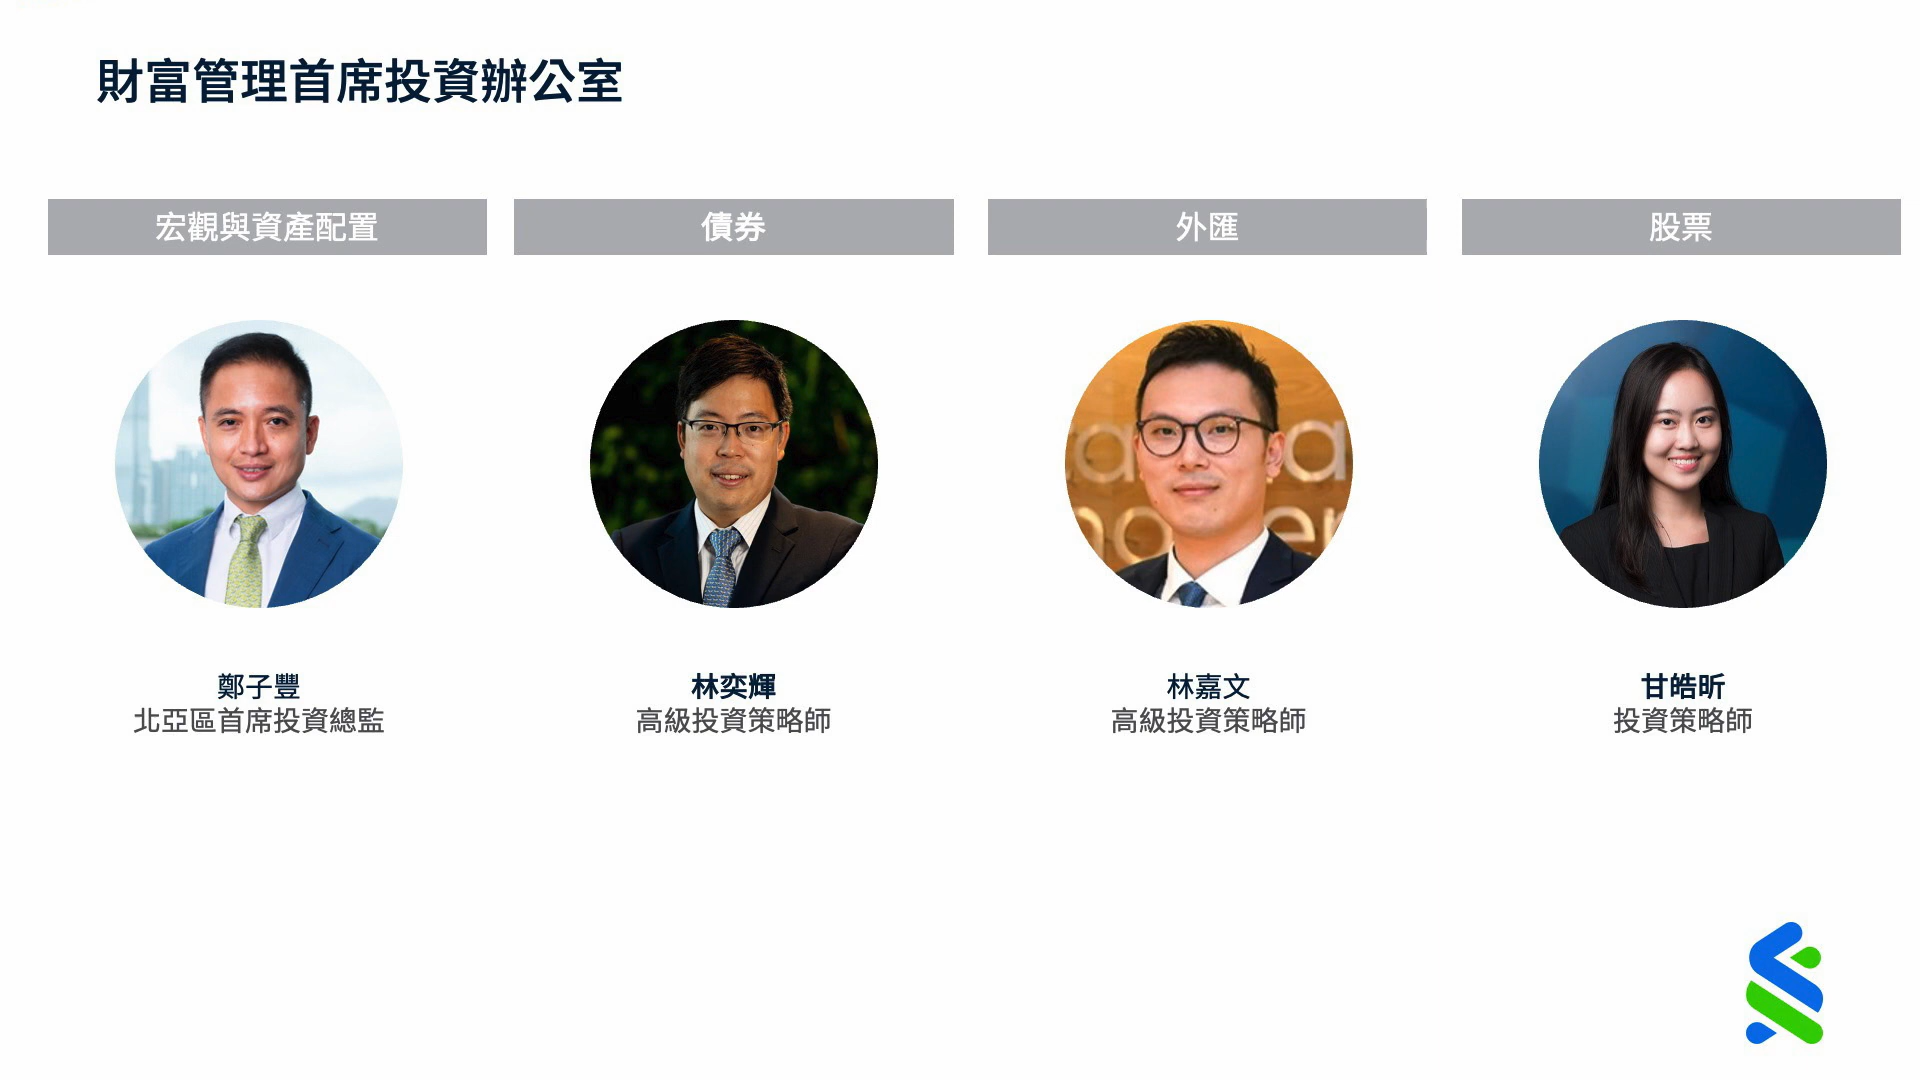 財富管理首席投資辦公室
宏觀與資產配置
債券
外匯
股票
鄭子豐
北亞區首席投資總監
林奕輝
高級投資策略師
林嘉文
高級投資策略師
甘皓昕
投資策略師